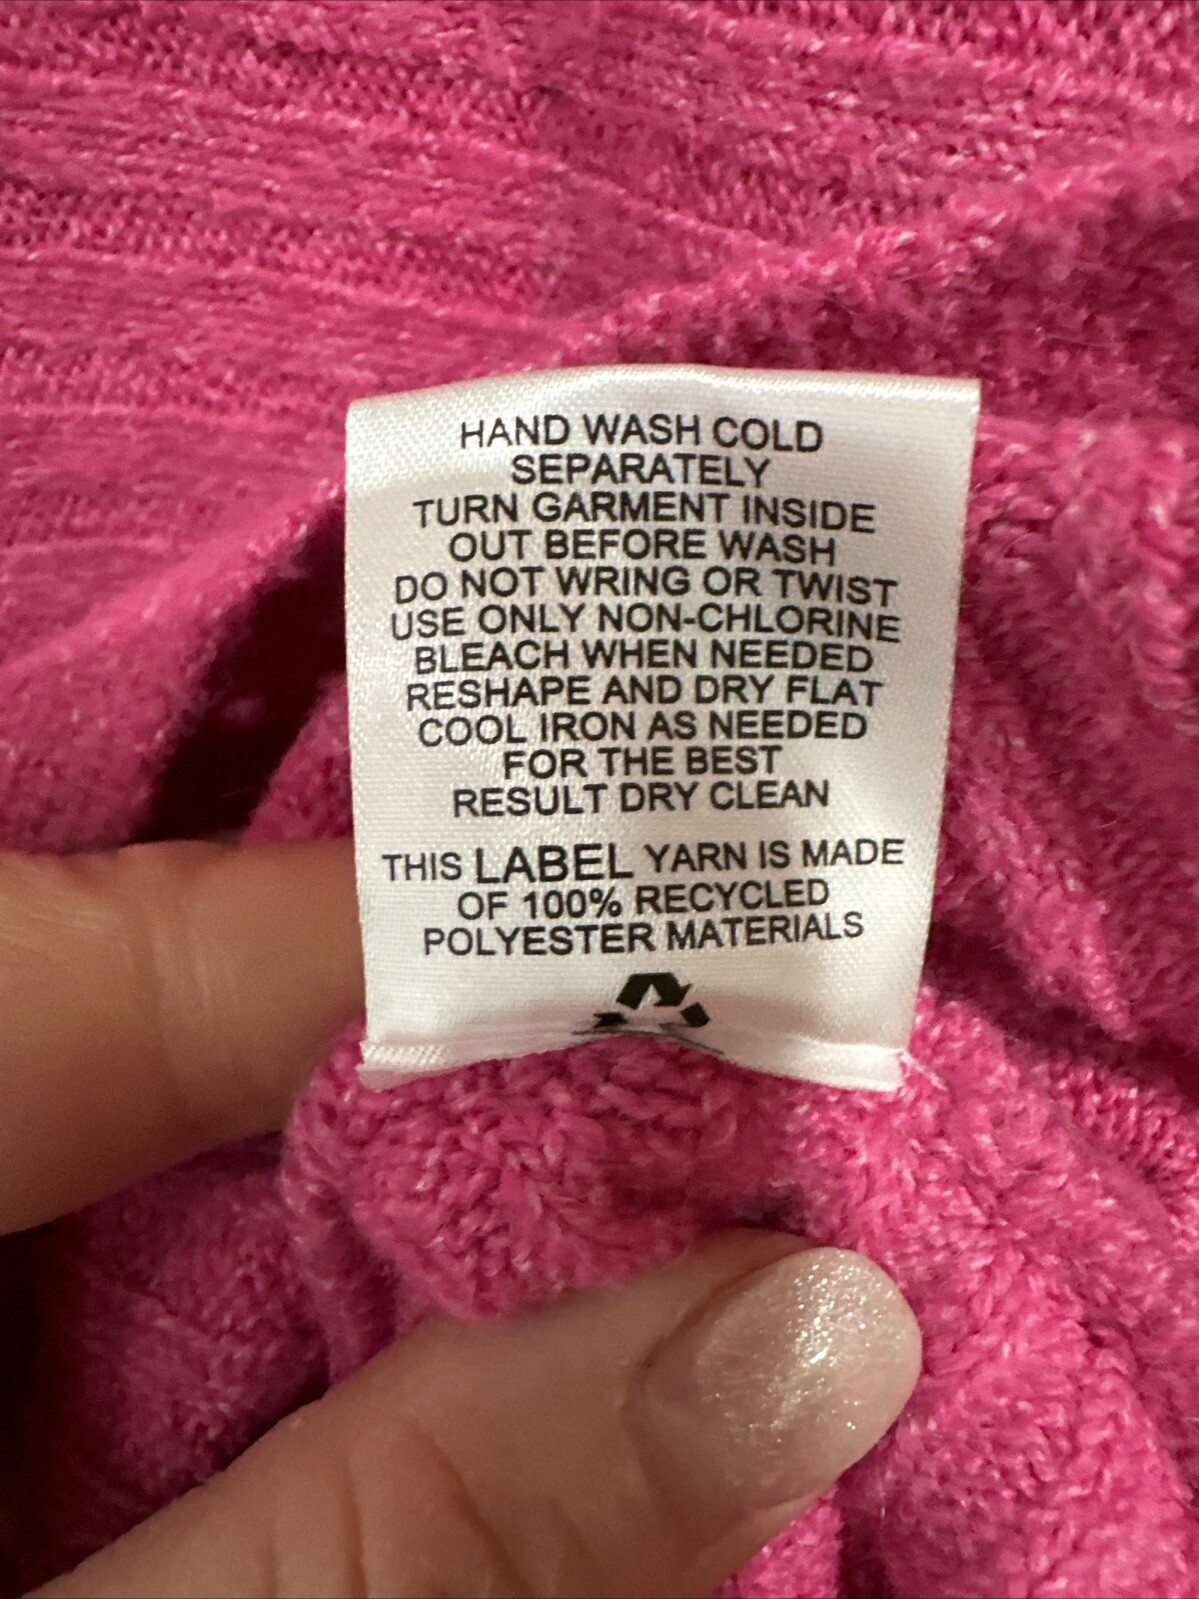 HAND WASH COLD
SEPARATELY
TURN GARMENT INSIDE
OUT BEFORE WASH
DO NOT WRING OR TWIST
USE ONLY NON-CHLORINE
BLEACH WHEN NEEDED
RESHAPE AND DRY FLAT
COOL IRON AS NEEDED
FOR THE BEST
RESULT DRY CLEAN
THIS LABEL YARN IS MADE
OF 100% RECYCLED
POLYESTER MATERIALS